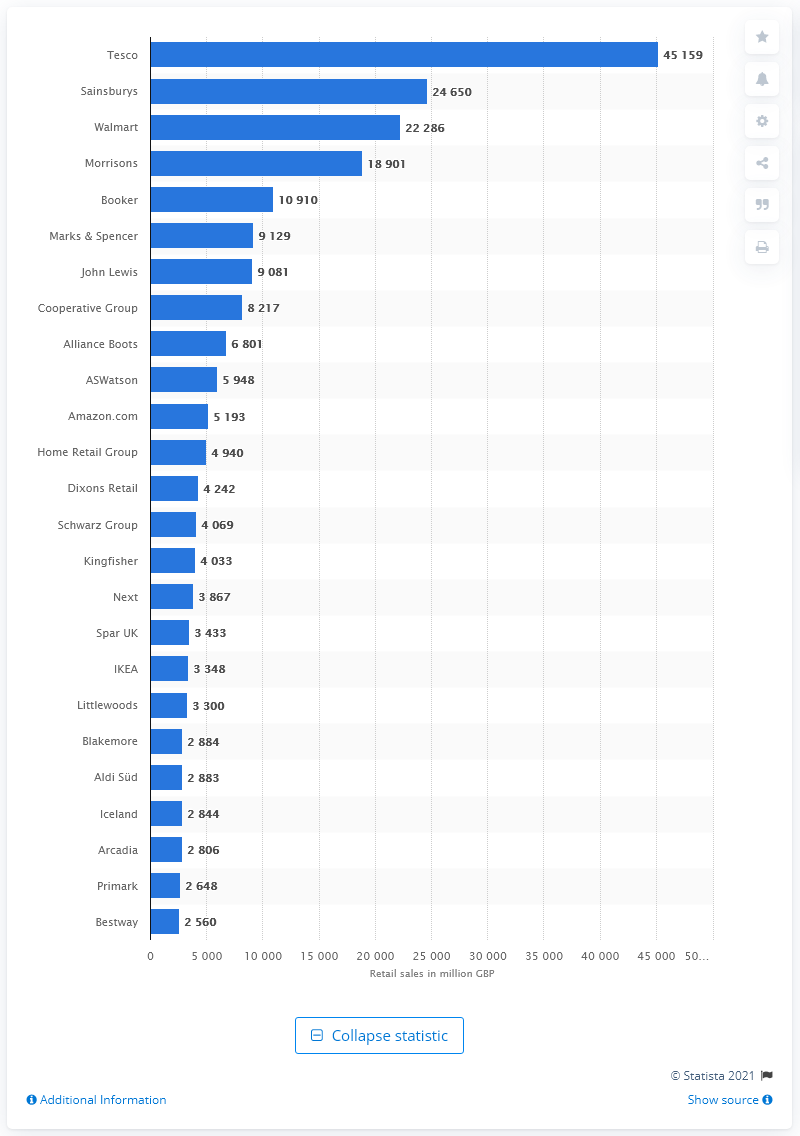 Tesco 45 159
Sainsburys 24 650
Walmart 22 286
Morrisons 18 901
Booker 10 910
Marks & Spencer 9 129
John Lewis 9 081
Cooperative Group 8 217
Alliance Boots 6 801
ASWatson 5 948
Amazon.com 5 193
Home Retail Group 4 940
Dixons Retail 4 242
Schwarz Group 4 069
Kingfisher 4 033
Next 3 867
Spar UK 3 433
IKEA 3 348
Littlewoods 3 300
Blakemore 2 884
Aldi Süd 2 883
Iceland 2 844
Arcadia 2 806
Primark 2 648
Bestway 2 560
0 5 000 10 000 15 000 20 000 25 000 30 000 35 000 40 000 45 000 50...
Retail sales in million GBP
Collapse statistic
© Statista 2021
Additional Information Show source